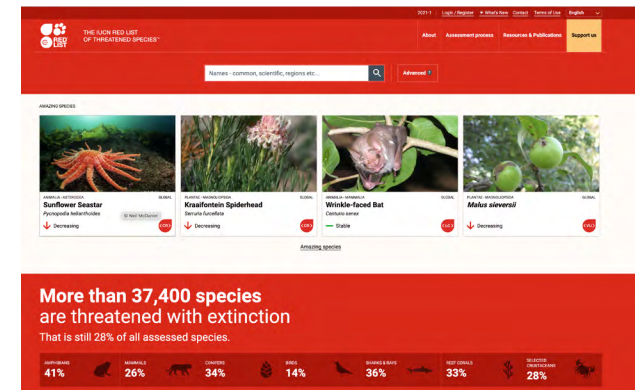 2021-1 Login / Register What's New Contact Terms of Use English
RED LIST
THE IUCN RED LIST
OF THREATENED SPECIES™
About Assessment process Resources & Publications Support us
Names - common, scientific, regions etc...
Advanced
AMAZING SPECIES
ANIMALIA - ASTEROIDEA GLOBAL
Sunflower Seastar
Pycnopodia helianthoides
© Neil McDaniel
Decreasing
CR
PLANTAE - MAGNOLIOPSIDA GLOBAL
Kraaifontein Spiderhead
Serruria furcellata
Decreasing
CR
ANIMALIA - MAMMALIA GLOBAL
Wrinkle-faced Bat
Centurio senex
Stable
LC
PLANTAE - MAGNOLIOPSIDA GLOBAL
Malus sieversii
Decreasing
VU
Amazing species
More than 37,400 species
are threatened with extinction
That is still 28% of all assessed species.
AMPHIBIANS
41%
MAMMALS
26%
CONIFERS
34%
BIRDS
14%
SHARKS & RAYS
36%
REEF CORALS
33%
SELECTED CRUSTACEANS
28%